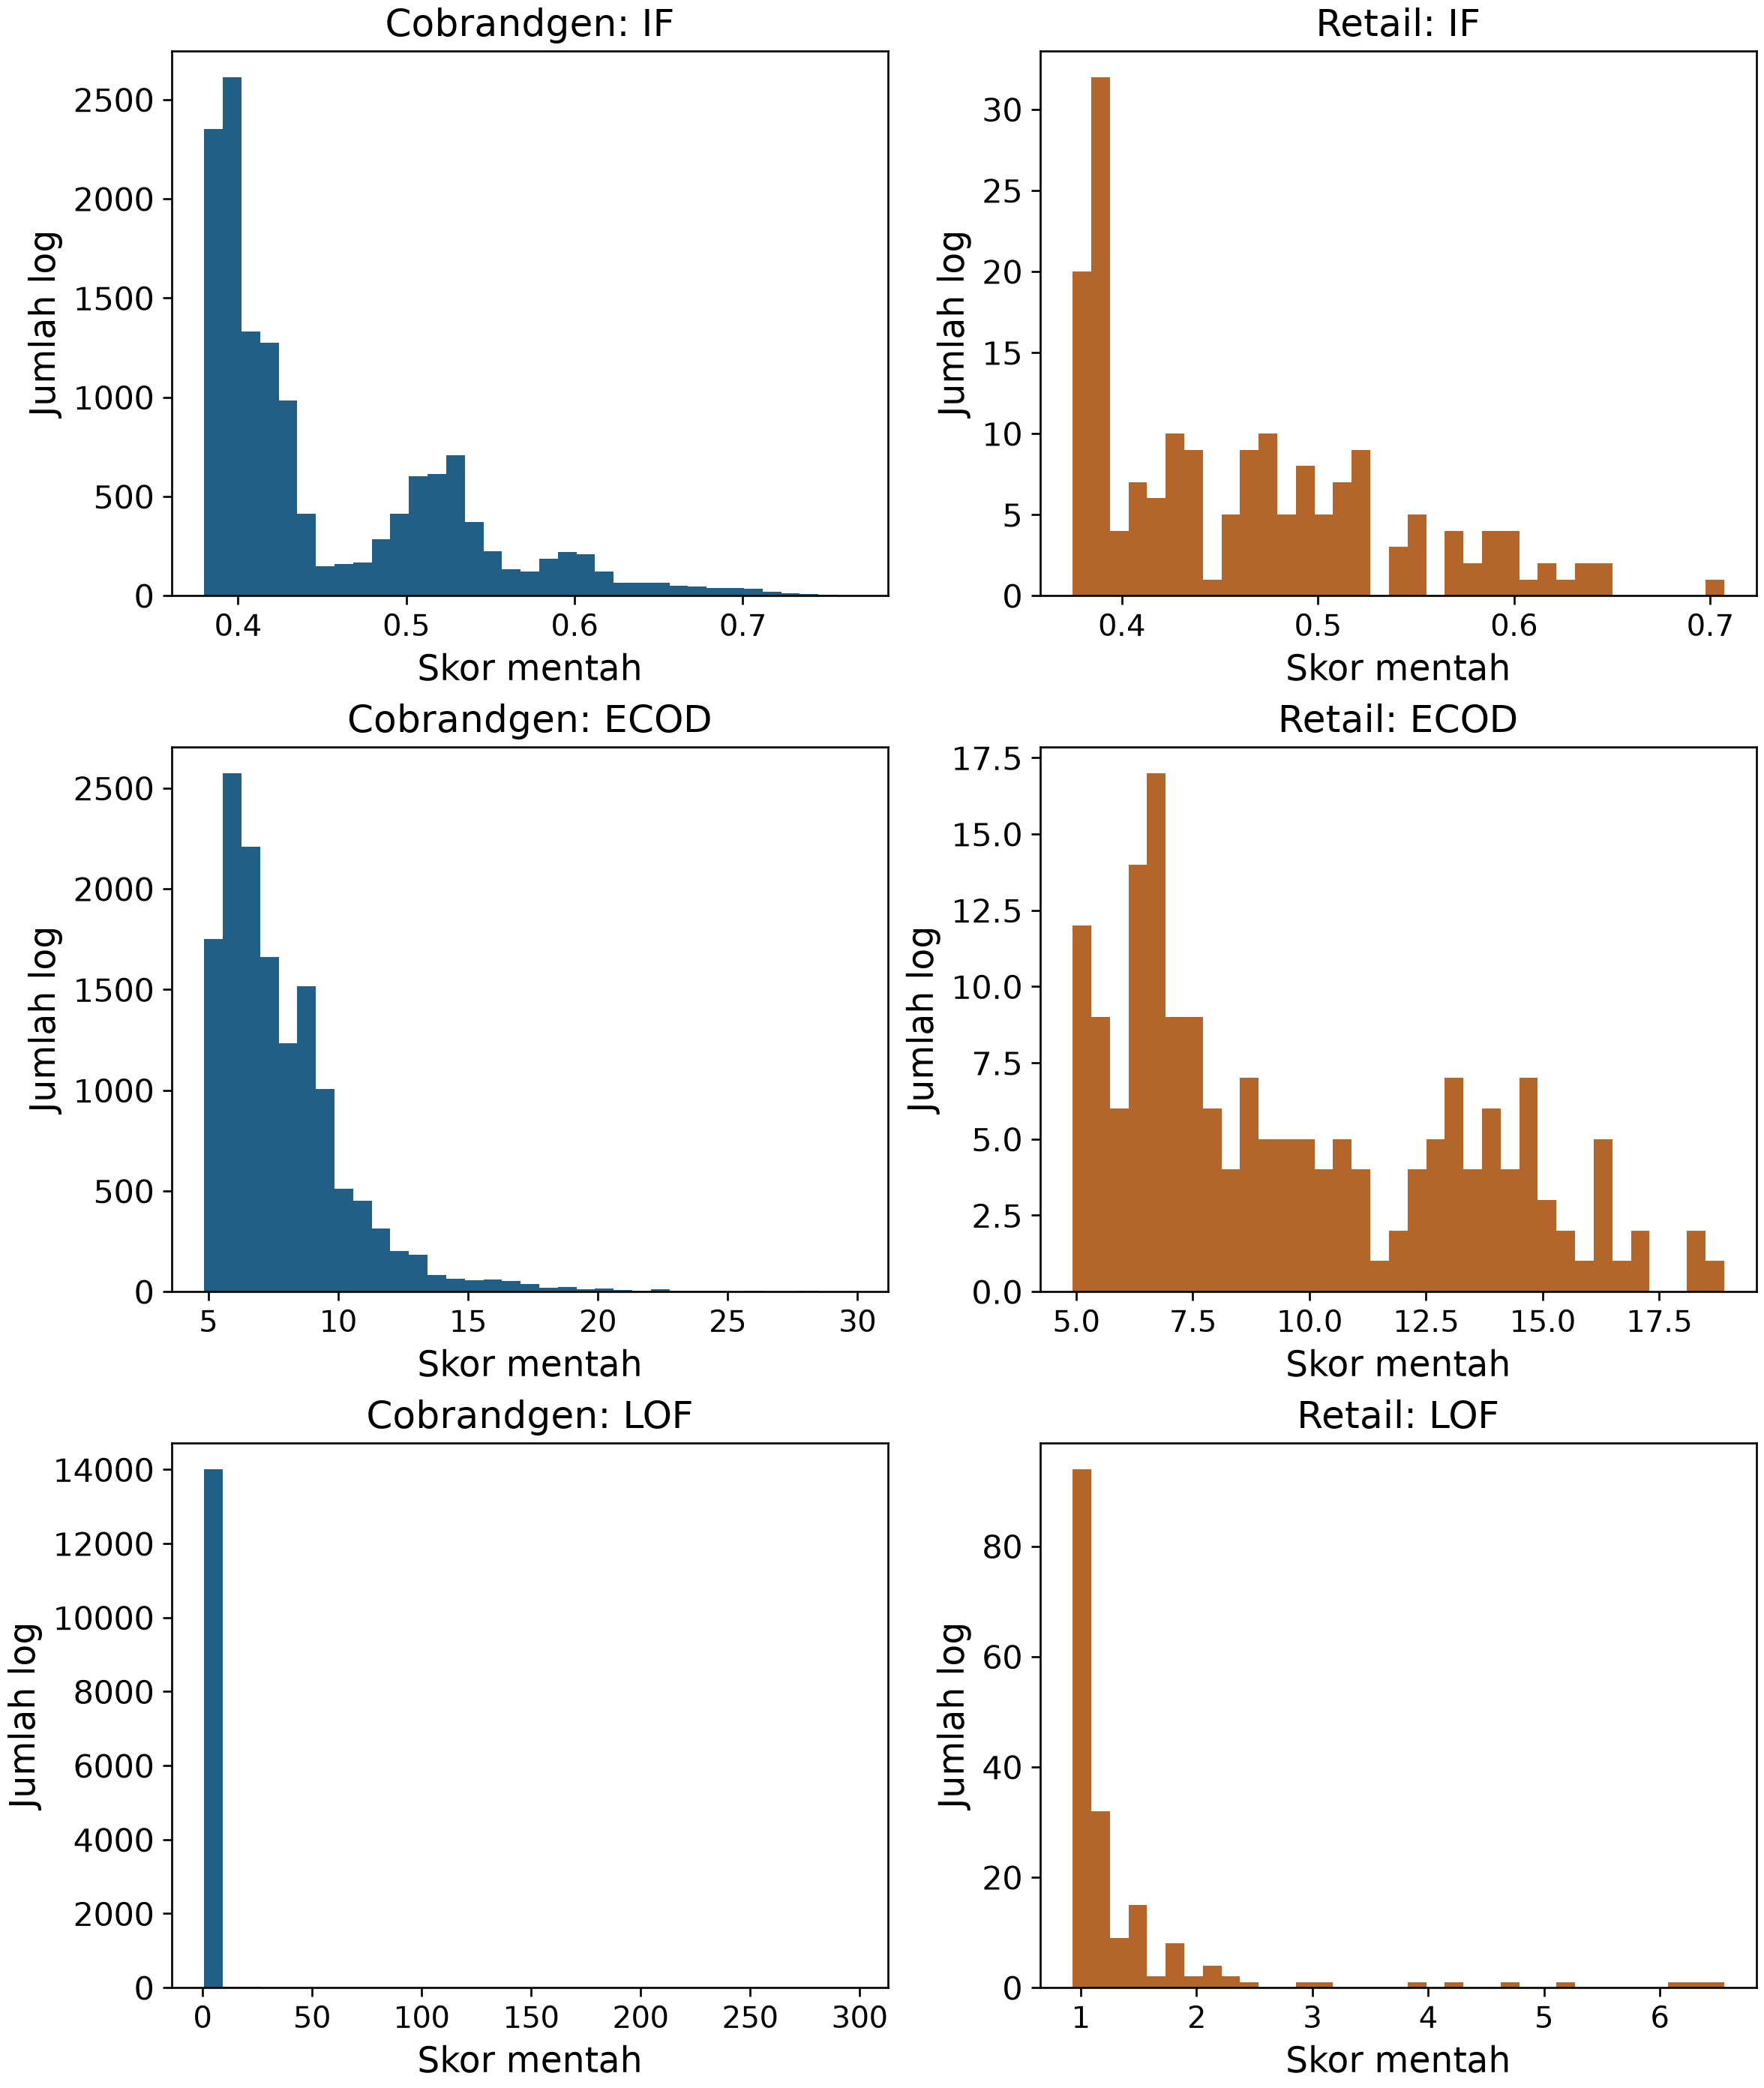 Cobrandgen: IF
2500
2000
1500
1000
500
0
Jumlah log
0.4 0.5 0.6 0.7
Skor mentah
Retail: IF
30
25
20
15
10
5
0
Jumlah log
0.4 0.5 0.6 0.7
Skor mentah
Cobrandgen: ECOD
2500
2000
1500
1000
500
0
Jumlah log
5 10 15 20 25 30
Skor mentah
Retail: ECOD
17.5
15.0
12.5
10.0
7.5
5.0
2.5
0.0
Jumlah log
5.0 7.5 10.0 12.5 15.0 17.5
Skor mentah
Cobrandgen: LOF
14000
12000
10000
8000
6000
4000
2000
0
Jumlah log
0 50 100 150 200 250 300
Skor mentah
Retail: LOF
80
60
40
20
0
Jumlah log
1 2 3 4 5 6
Skor mentah